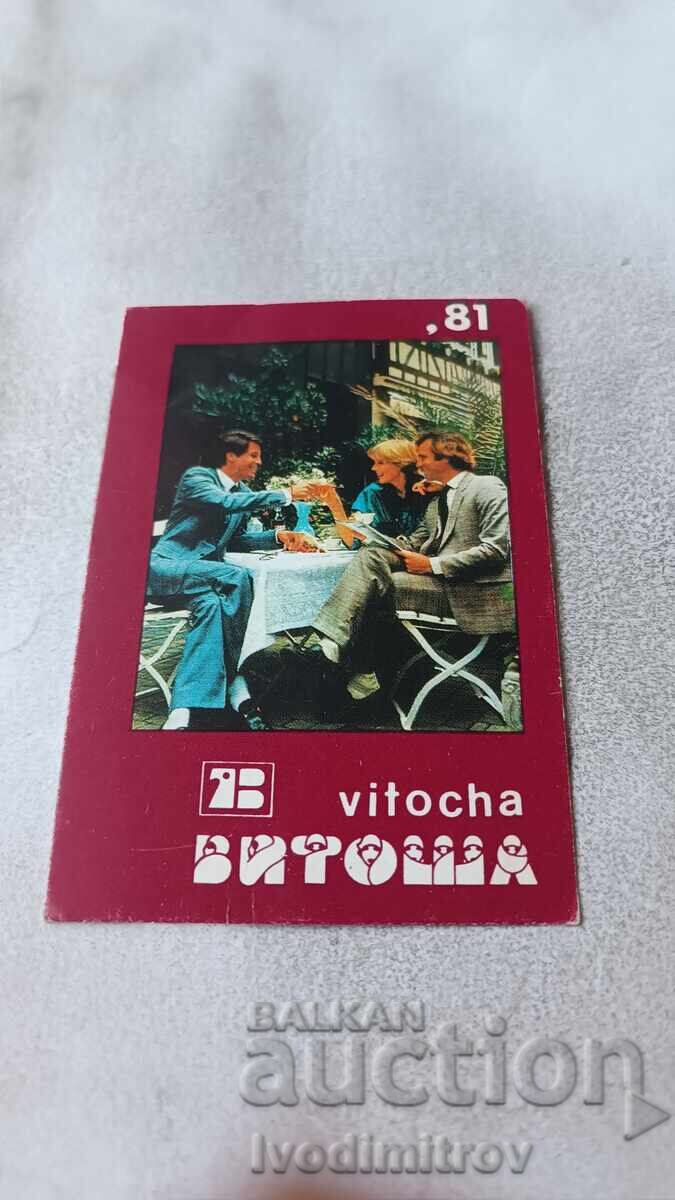 ,81
vitocha
ВИТОША
BALKAN
auction
Ivodimitrov